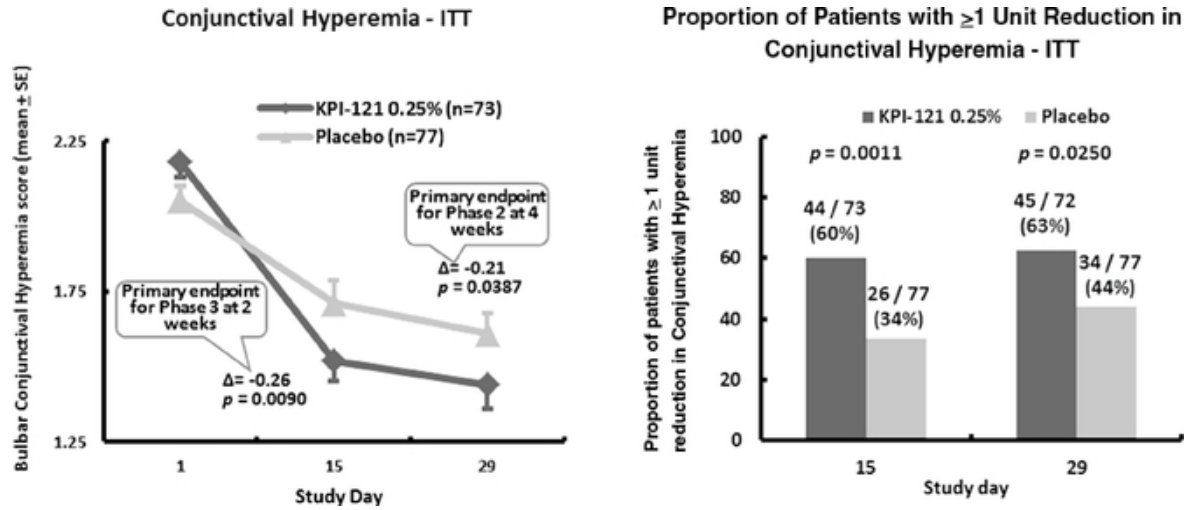 Conjunctival Hyperemia - ITT
Bulbar Conjunctival Hyperemia score (mean ± SE)
KPI-121 0.25% (n=73)
Placebo (n=77)
2.25
1.75
1.25
Primary endpoint
for Phase 2 at 4
weeks
Δ= -0.21
p = 0.0387
Primary endpoint
for Phase 3 at 2
weeks
Δ= -0.26
p = 0.0090
1
15
29
Study Day
Proportion of Patients with ≥1 Unit Reduction in
Conjunctival Hyperemia - ITT
Proportion of patients with ≥ 1 unit
reduction in Conjunctival Hyperemia
KPI-121 0.25%
Placebo
100
80
60
40
20
0
p = 0.0011
p = 0.0250
44 / 73
(60%)
26 / 77
(34%)
45 / 72
(63%)
34 / 77
(44%)
15
29
Study day